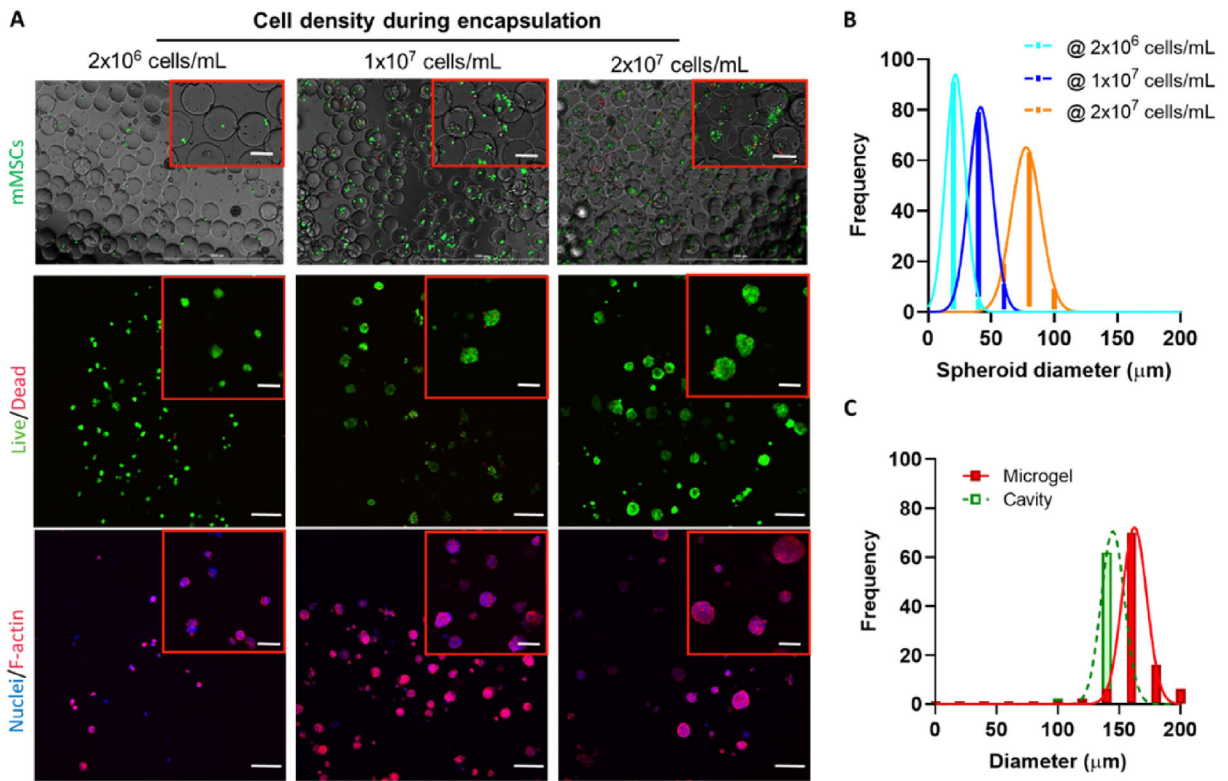 A
Cell density during encapsulation
2x10⁶ cells/mL
1x10⁷ cells/mL
2x10⁷ cells/mL
mMSCs
Live/Dead
Nuclei/F-actin
B
@ 2x10⁶ cells/mL
@ 1x10⁷ cells/mL
@ 2x10⁷ cells/mL
Frequency
100
80
60
40
20
0
0 50 100 150 200
Spheroid diameter (μm)
C
Microgel
Cavity
Frequency
100
80
60
40
20
0
0 50 100 150 200
Diameter (μm)